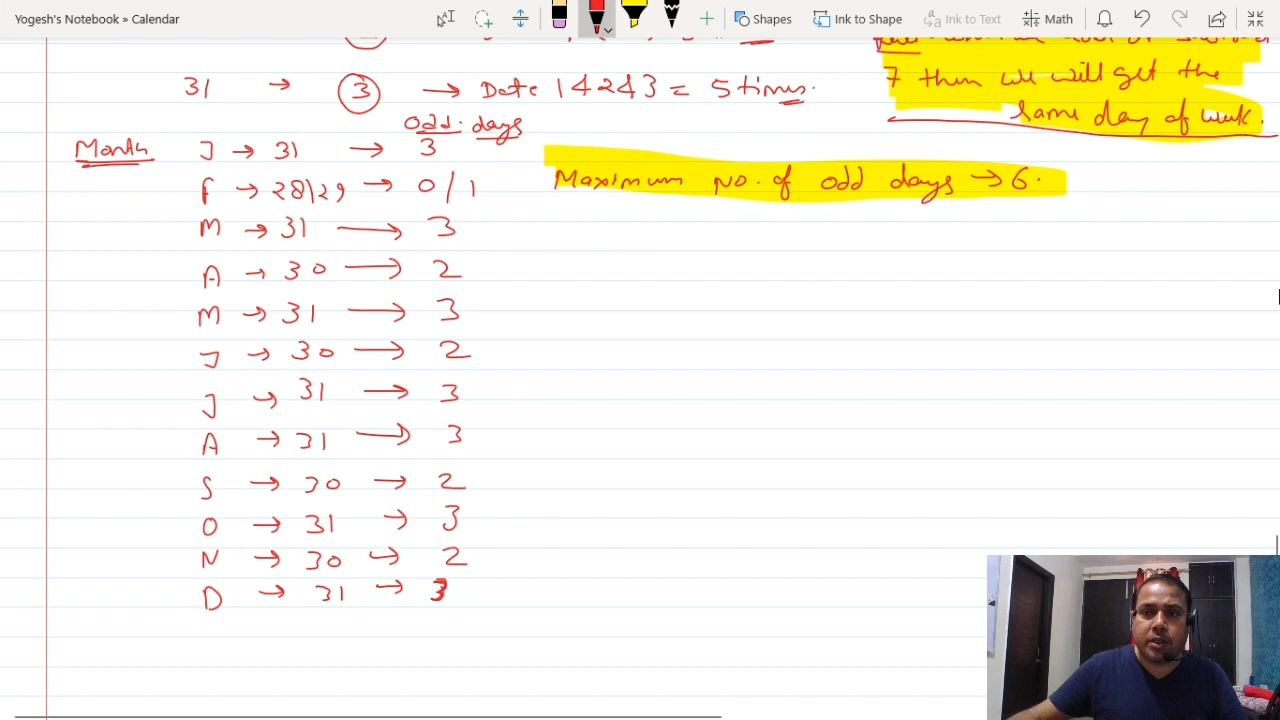 Yogesh's Notebook » Calendar
Shapes
Ink to Shape
Ink to Text
Math
7 then we will get the
same day of week.
31 → 3 → Date 1 & 2 & 3 = 5 times.
odd days
Month J → 31 → 3
F → 28/29 → 0/1
Maximum No. of odd days → 6.
M → 31 → 3
A → 30 → 2
M → 31 → 3
J → 30 → 2
J → 31 → 3
A → 31 → 3
S → 30 → 2
O → 31 → 3
N → 30 → 2
D → 31 → 3